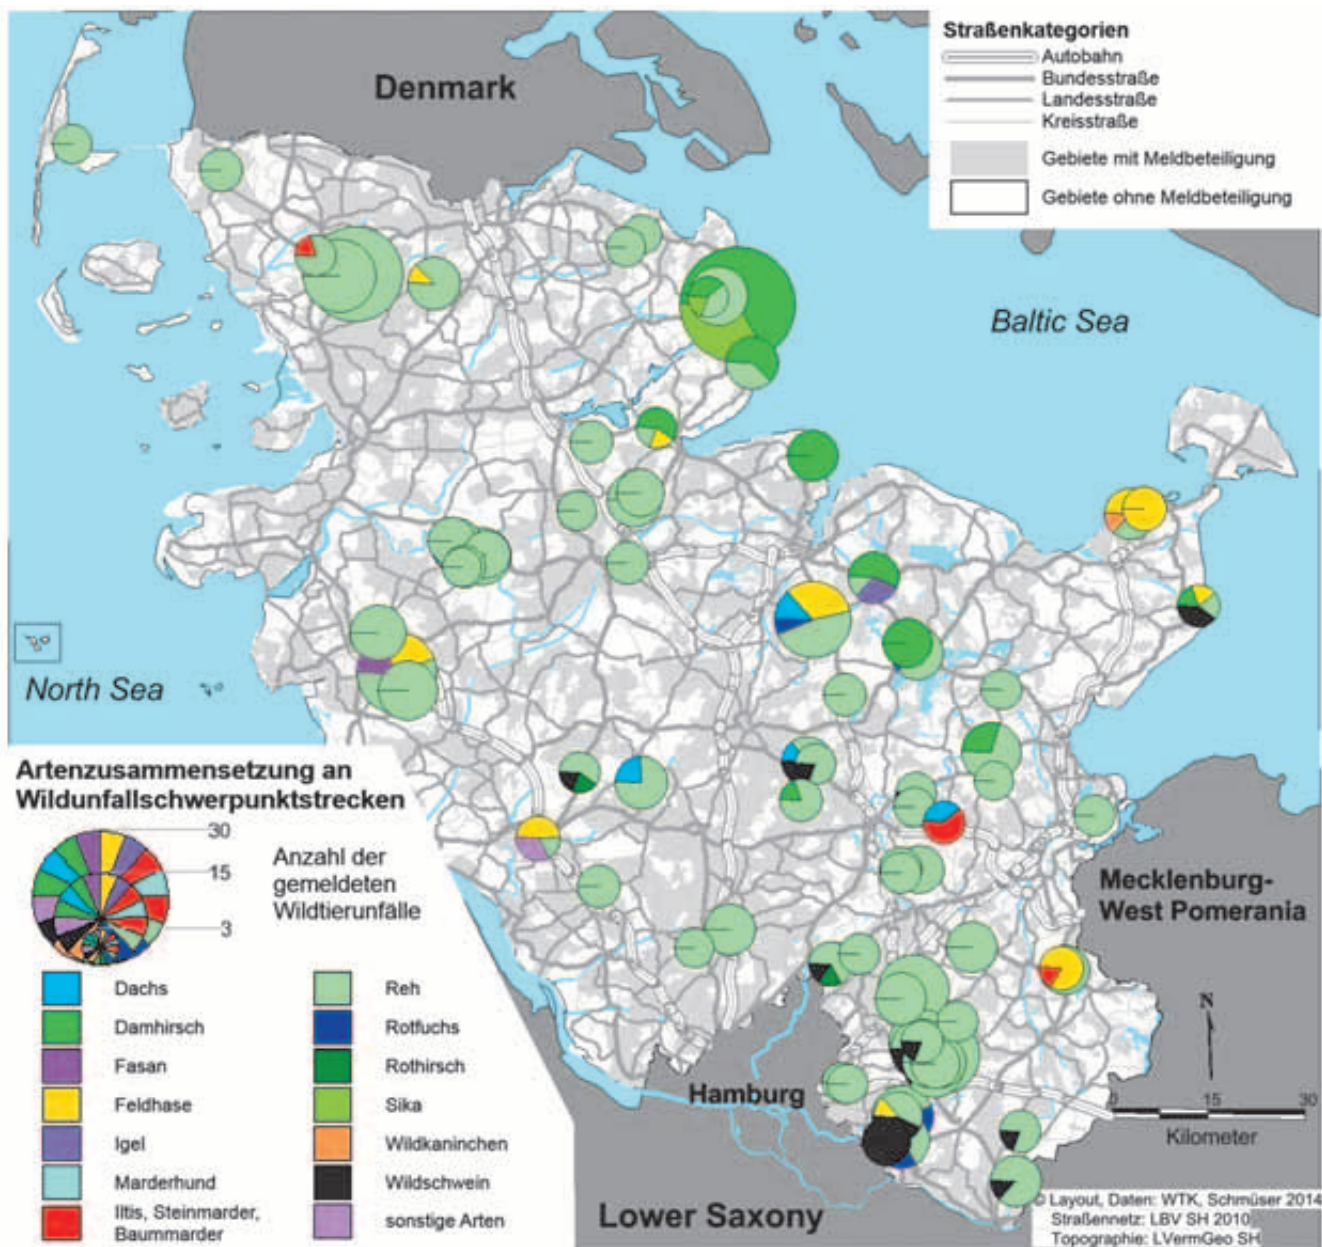 Denmark
Straßenkategorien
Autobahn
Bundesstraße
Landesstraße
Kreisstraße
Gebiete mit Meldbeteiligung
Gebiete ohne Meldbeteiligung
Baltic Sea
North Sea
Artenzusammensetzung an
Wildunfallschwerpunktstrecken
30
15
3
Anzahl der
gemeldeten
Wildtierunfälle
Dachs
Damhirsch
Fasan
Feldhase
Igel
Marderhund
Iltis, Steinmarder,
Baummarder
Reh
Rotfuchs
Rothirsch
Sika
Wildkaninchen
Wildschwein
sonstige Arten
Mecklenburg-
West Pomerania
Hamburg
Lower Saxony
N
0 15 30
Kilometer
© Layout, Daten: WTK, Schmüser 2014
Straßennetz: LBV SH 2010
Topographie: LVermGeo SH